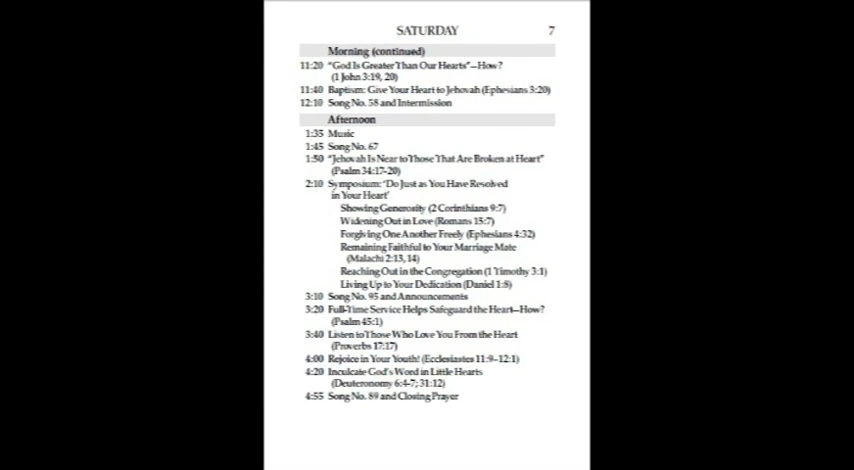 SATURDAY 7
Morning (continued)
11:20 "God Is Greater Than Our Hearts"—How?
(1 John 3:19, 20)
11:40 Baptism: Give Your Heart to Jehovah (Ephesians 3:20)
12:10 Song No. 58 and Intermission
Afternoon
1:35 Music
1:45 Song No. 67
1:50 "Jehovah Is Near to Those That Are Broken at Heart"
(Psalm 34:17-20)
2:10 Symposium: 'Do Just as You Have Resolved
in Your Heart'
Showing Generosity (2 Corinthians 9:7)
Widening Out in Love (Romans 15:7)
Forgiving One Another Freely (Ephesians 4:32)
Remaining Faithful to Your Marriage Mate
(Malachi 2:13, 14)
Reaching Out in the Congregation (1 Timothy 3:1)
Living Up to Your Dedication (Daniel 1:8)
3:10 Song No. 95 and Announcements
3:20 Full-Time Service Helps Safeguard the Heart—How?
(Psalm 45:1)
3:40 Listen to Those Who Love You From the Heart
(Proverbs 17:17)
4:00 Rejoice in Your Youth! (Ecclesiastes 11:9–12:1)
4:20 Inculcate God's Word in Little Hearts
(Deuteronomy 6:4-7; 31:12)
4:55 Song No. 89 and Closing Prayer